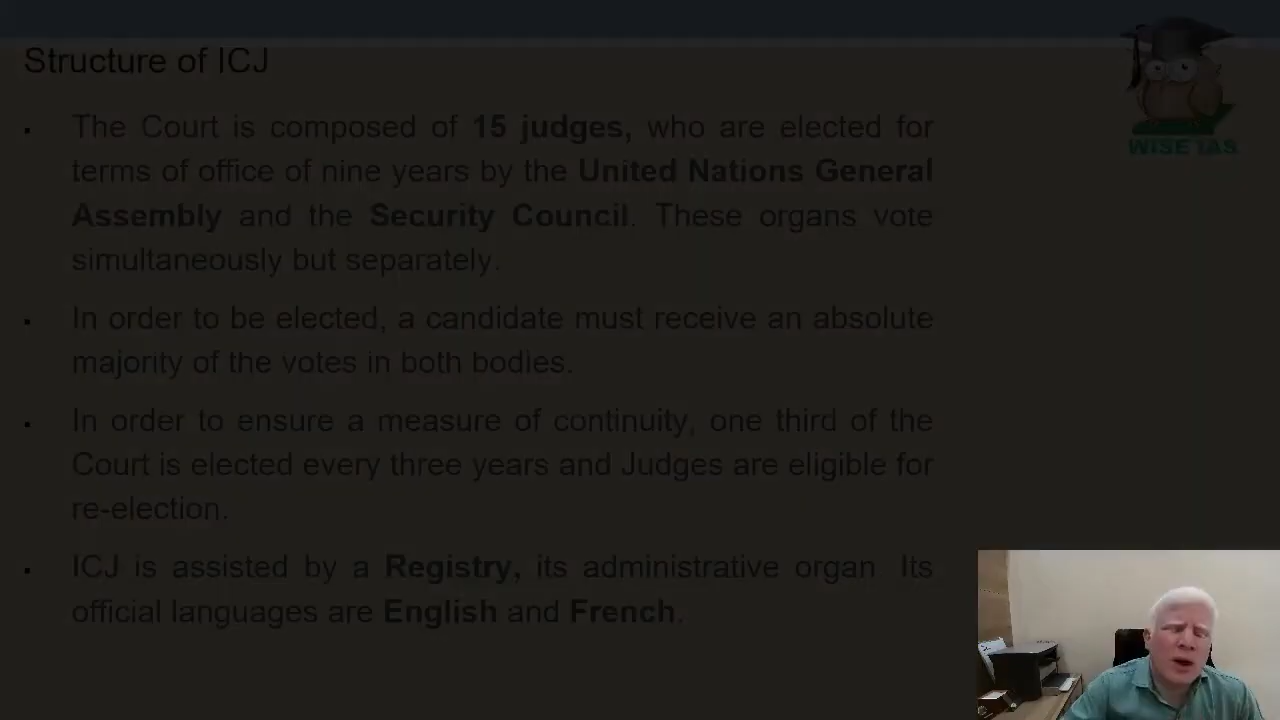 Structure of ICJ
▪ The Court is composed of 15 judges, who are elected for
terms of office of nine years by the United Nations General
Assembly and the Security Council. These organs vote
simultaneously but separately.
▪ In order to be elected, a candidate must receive an absolute
majority of the votes in both bodies.
▪ In order to ensure a measure of continuity, one third of the
Court is elected every three years and Judges are eligible for
re-election.
▪ ICJ is assisted by a Registry, its administrative organ. Its
official languages are English and French.
WISE IAS